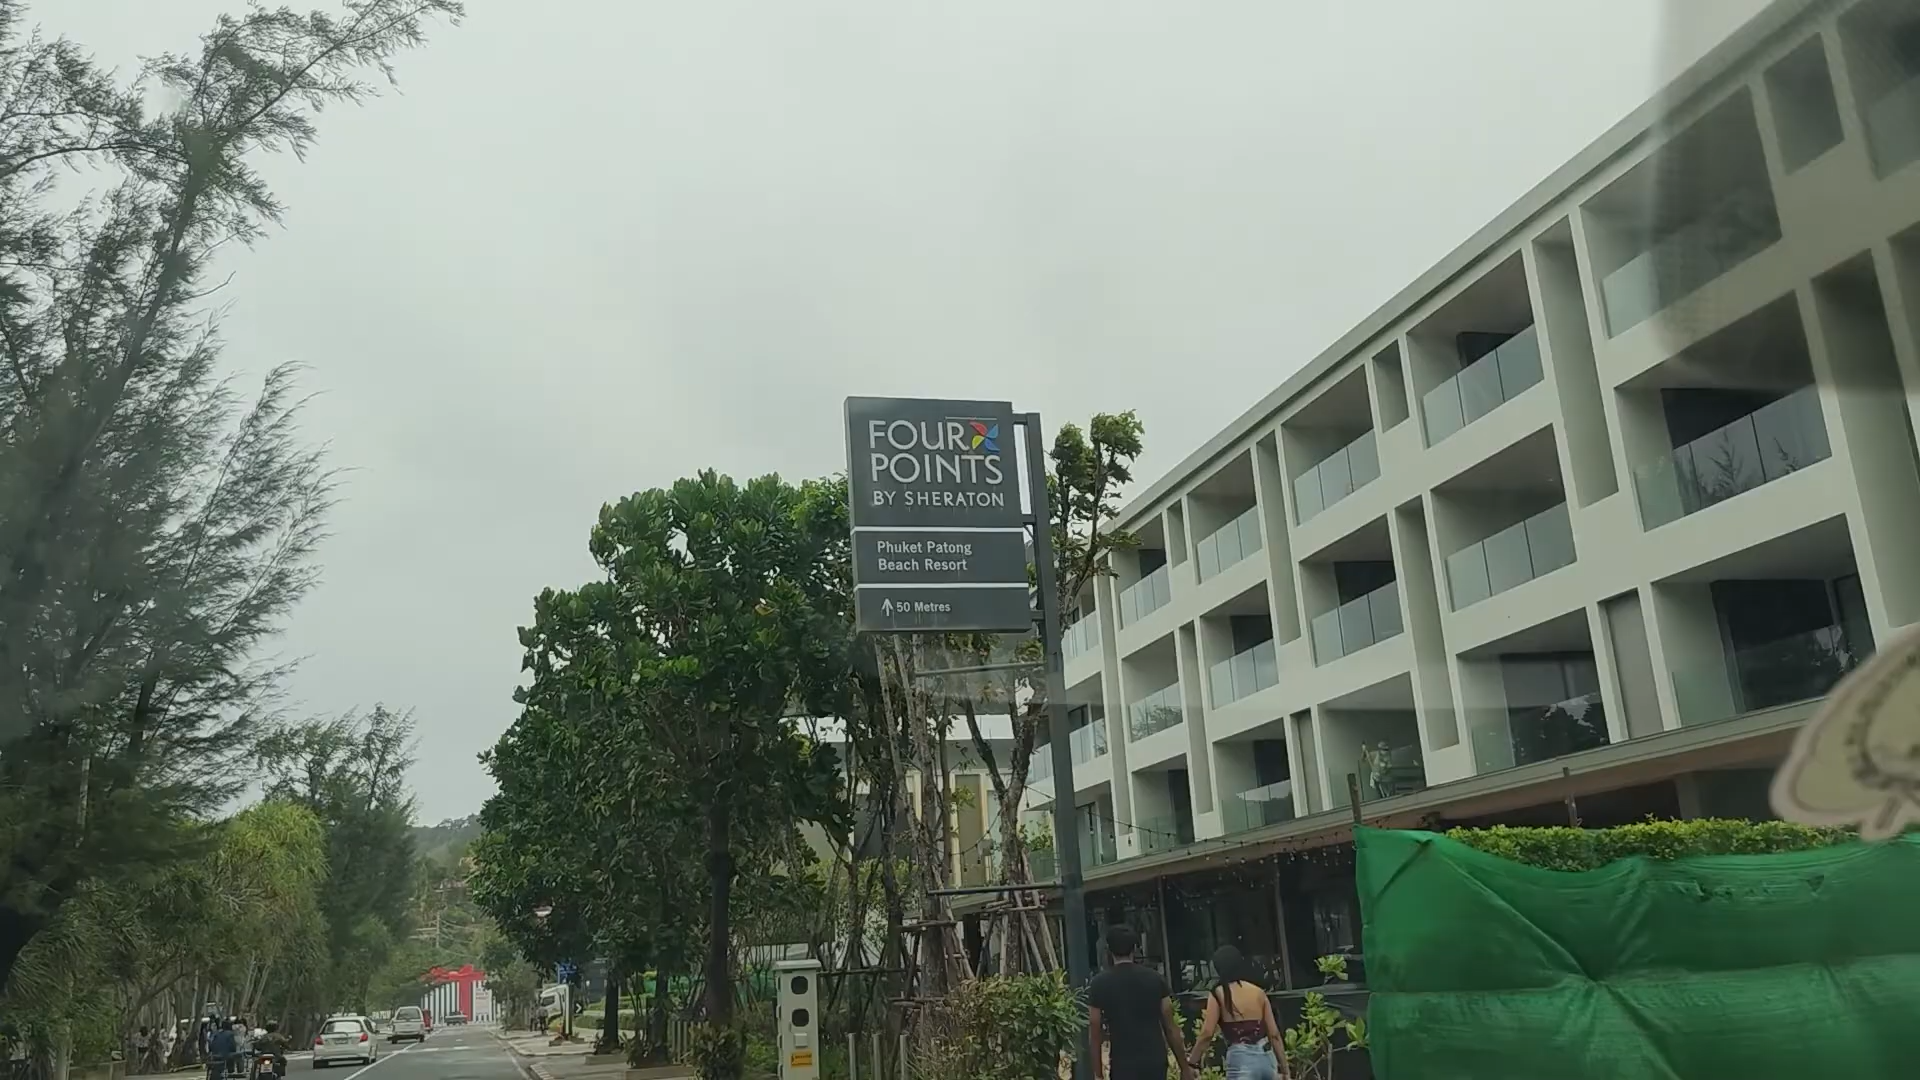 FOUR
POINTS
BY SHERATON
Phuket Patong
Beach Resort
↑ 50 Metres